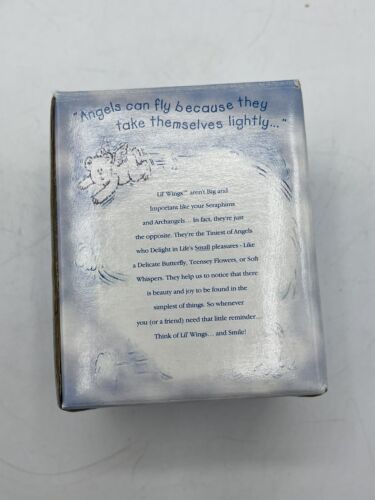 "Angels can fly because they
take themselves lightly..."
Lil' Wings™ aren't Big and
Important like your Seraphims
and Archangels... In fact, they're just
the opposite. They're the Tiniest of Angels
who Delight in Life's Small pleasures - Like
a Delicate Butterfly, Teensey Flowers, or Soft
Whispers. They help us to notice that there
is beauty and joy to be found in the
simplest of things. So whenever
you (or a friend) need that little reminder...
Think of Lil' Wings... and Smile!